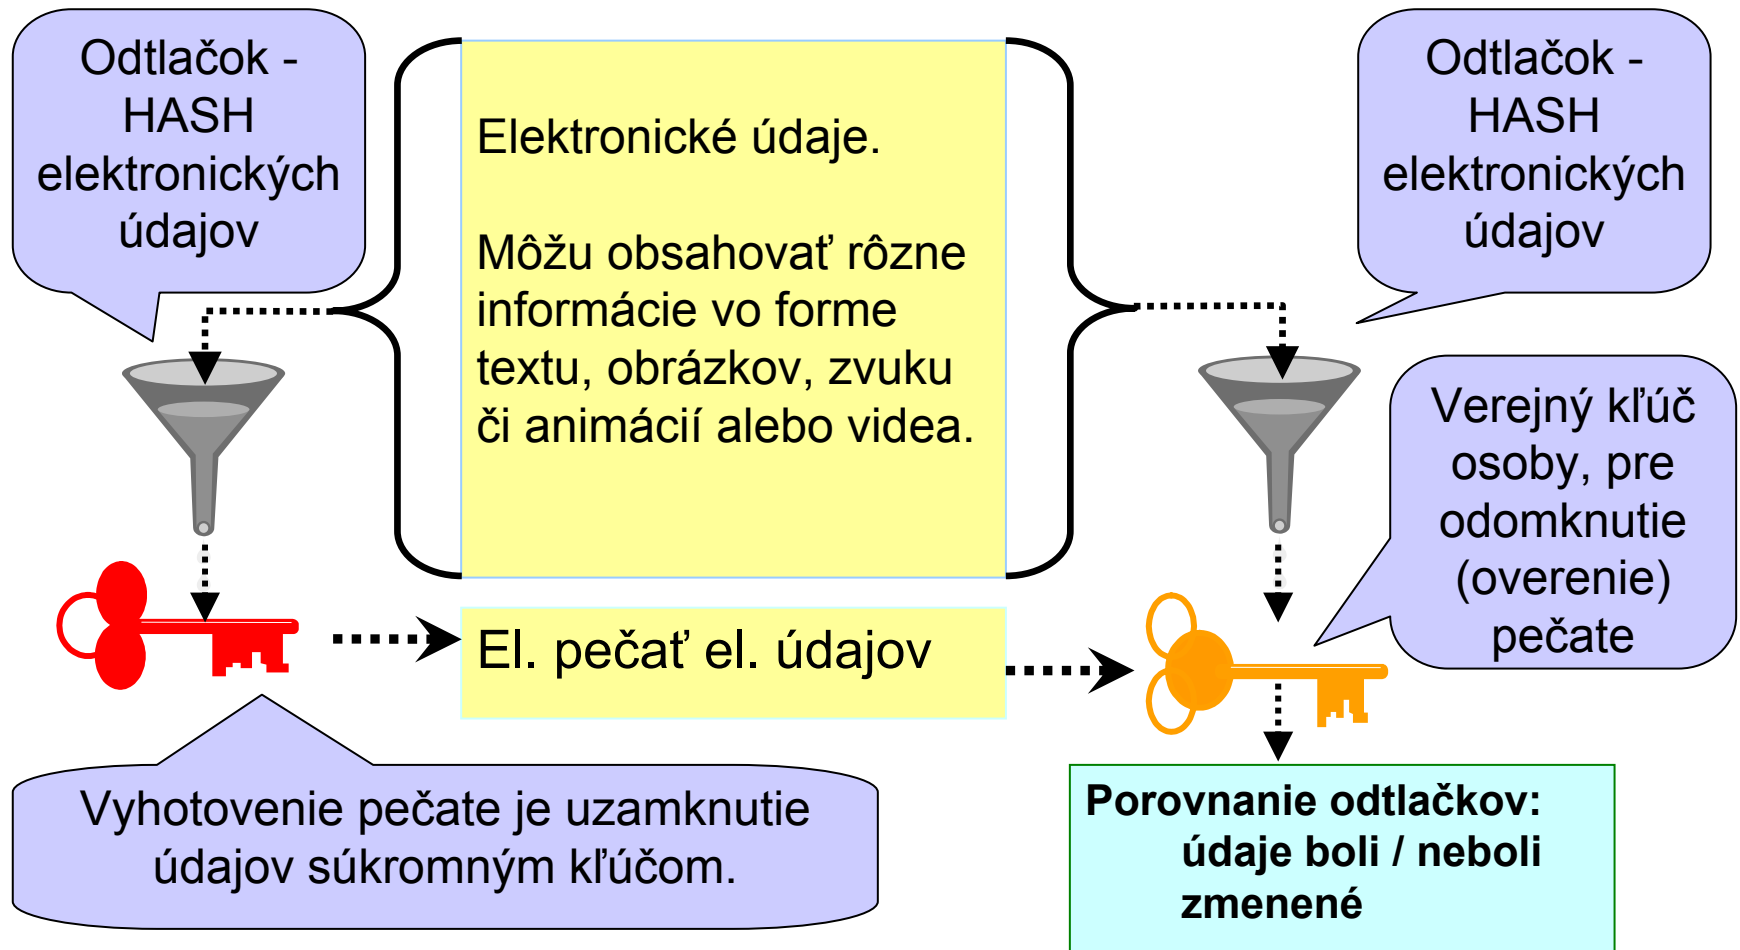 Odtlačok -
HASH
elektronických
údajov
Elektronické údaje.
Môžu obsahovať rôzne
informácie vo forme
textu, obrázkov, zvuku
či animácií alebo videa.
Odtlačok -
HASH
elektronických
údajov
Verejný kľúč
osoby, pre
odomknutie
(overenie)
pečate
El. pečať el. údajov
Vyhotovenie pečate je uzamknutie
údajov súkromným kľúčom.
Porovnanie odtlačkov:
údaje boli / neboli
zmenené